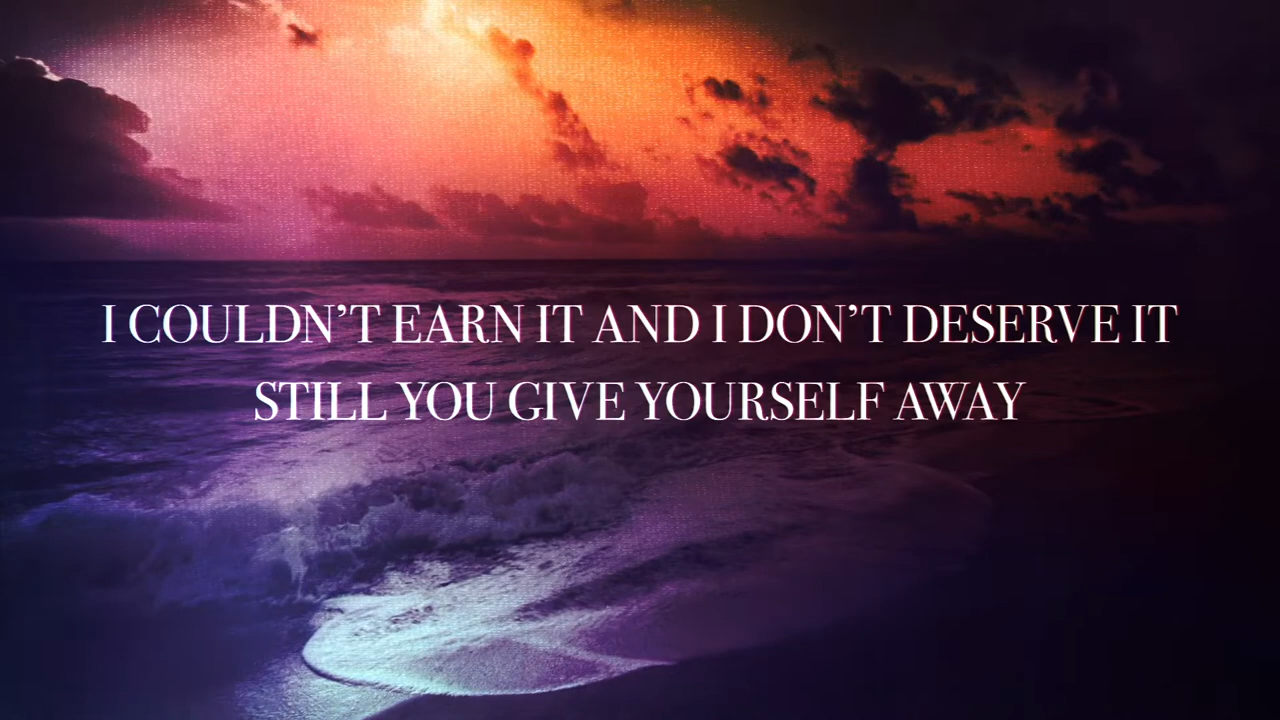 I COULDN’T EARN IT AND I DON’T DESERVE IT
STILL YOU GIVE YOURSELF AWAY